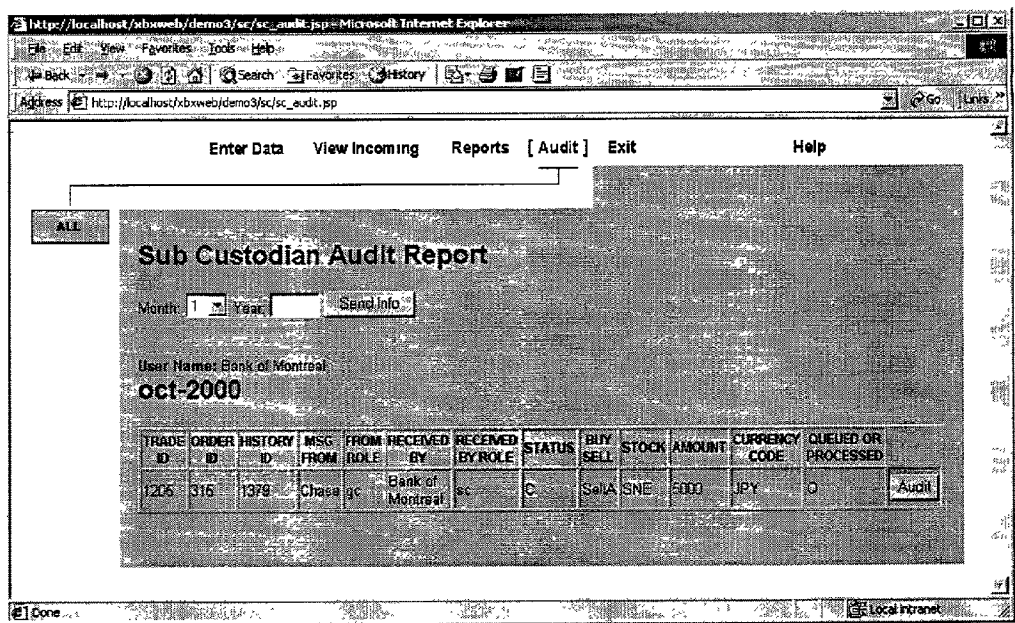 http://localhost/xbxweb/demo3/sc/sc_audit.jsp - Microsoft Internet Explorer
File Edit View Favorites Tools Help
Back Search Favorites History
Address http://localhost/xbxweb/demo3/sc/sc_audit.jsp Go Links »
Enter Data View Incoming Reports [ Audit ] Exit Help
ALL
Sub Custodian Audit Report
Month: 1 Year: Send Info
User Name: Bank of Montreal
oct-2000
TRADE ID ORDER ID HISTORY ID MSG FROM FROM ROLE RECEIVED BY RECEIVED BY ROLE STATUS BUY SELL STOCK AMOUNT CURRENCY CODE QUEUED OR PROCESSED
316 1379 Chase gc Bank of Montreal sc C SellA SNE 5000 JPY Audit
Done Local intranet